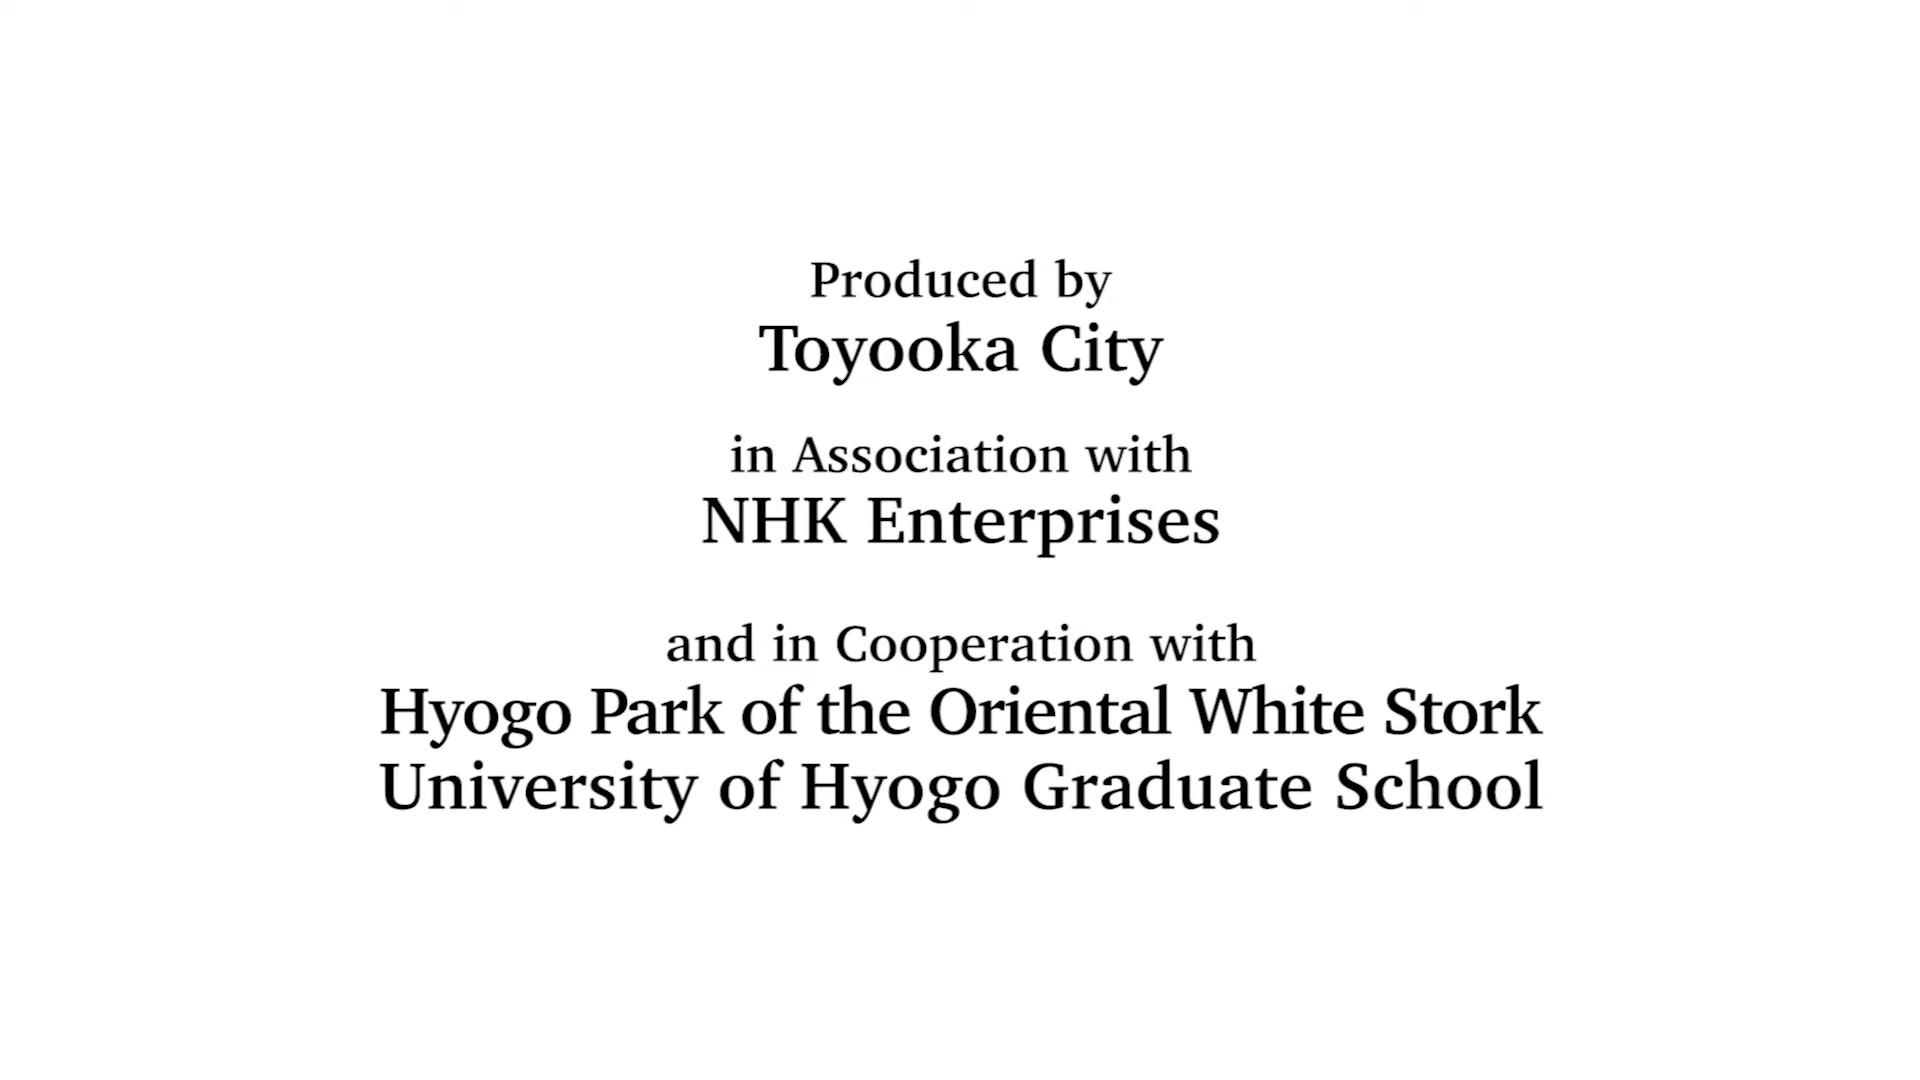 Produced by
Toyooka City
in Association with
NHK Enterprises
and in Cooperation with
Hyogo Park of the Oriental White Stork
University of Hyogo Graduate School